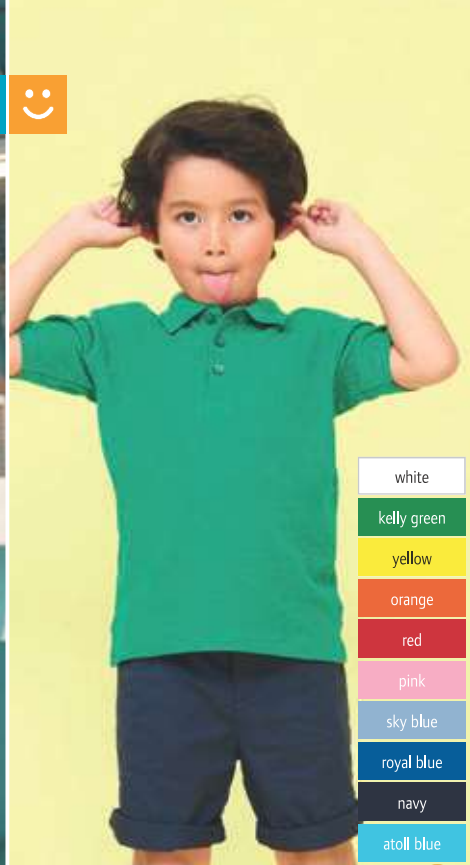 white
kelly green
yellow
orange
red
pink
sky blue
royal blue
navy
atoll blue